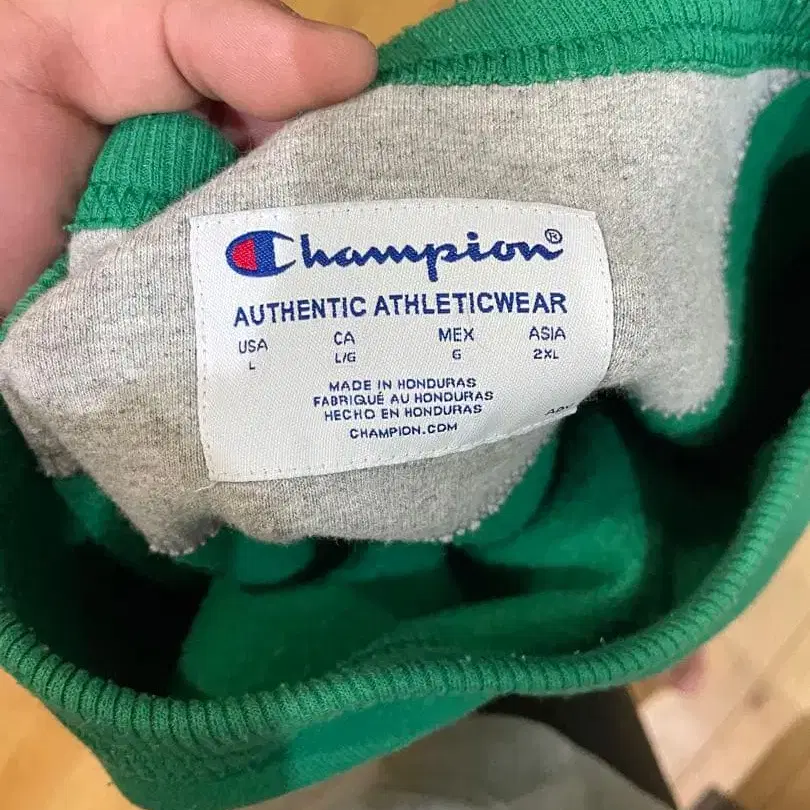 Champion®
AUTHENTIC ATHLETICWEAR
USA CA MEX ASIA
L L/G G 2XL
MADE IN HONDURAS
FABRIQUÉ AU HONDURAS
HECHO EN HONDURAS
CHAMPION.COM